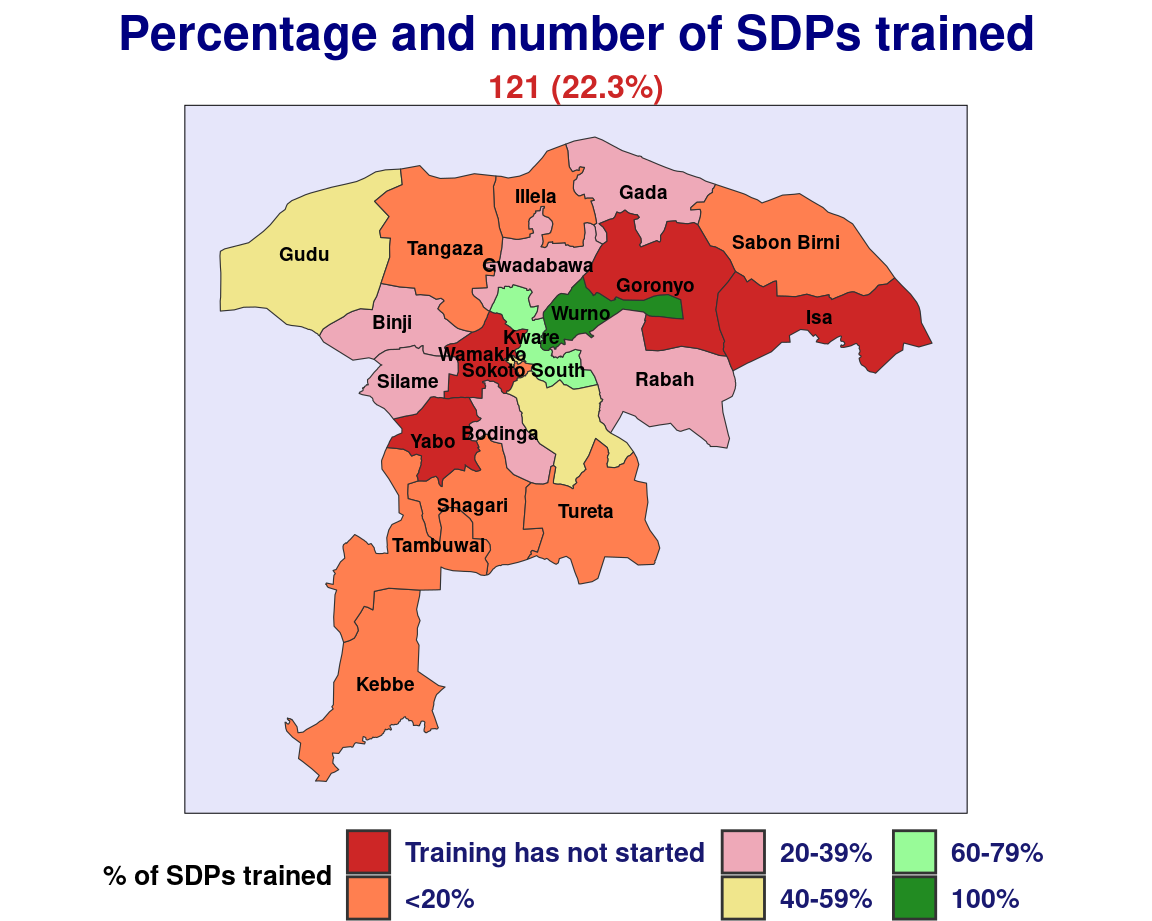 Percentage and number of SDPs trained
121 (22.3%)
Illela
Gada
Gudu
Tangaza
Sabon Birni
Gwadabawa
Goronyo
Binji
Wurno
Isa
Kware
Wamakko
Sokoto South
Silame
Rabah
Yabo
Bodinga
Shagari
Tureta
Tambuwal
Kebbe
% of SDPs trained
Training has not started
<20%
20-39%
40-59%
60-79%
100%